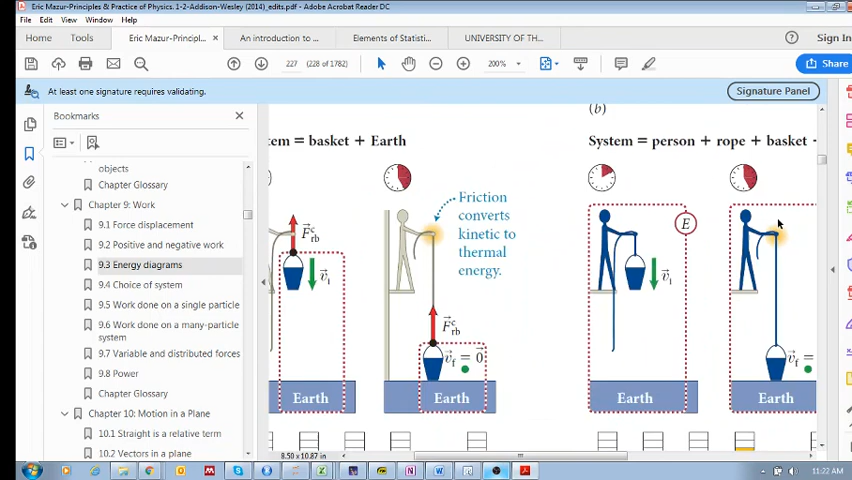 Eric Mazur-Principles & Practice of Physics. 1-2-Addison-Wesley (2014)_edits.pdf - Adobe Acrobat Reader DC
File Edit View Window Help
Home Tools Eric Mazur-Principl... × An introduction to ... Elements of Statisti... UNIVERSITY OF TH... Sign In
227 (228 of 1782) 200% Share
At least one signature requires validating. Signature Panel
Bookmarks ×
objects
Chapter Glossary
Chapter 9: Work
9.1 Force displacement
9.2 Positive and negative work
9.3 Energy diagrams
9.4 Choice of system
9.5 Work done on a single particle
9.6 Work done on a many-particle
system
9.7 Variable and distributed forces
9.8 Power
Chapter Glossary
Chapter 10: Motion in a Plane
10.1 Straight is a relative term
10.2 Vectors in a plane
(b)
tem = basket + Earth
System = person + rope + basket +
Friction
converts
kinetic to
thermal
energy.
F⃗ᶜrb
v⃗i
F⃗ᶜrb
v⃗f = 0⃗
E
v⃗i
v⃗f =
Earth
Earth
Earth
Earth
8.50 x 10.87 in
11:22 AM